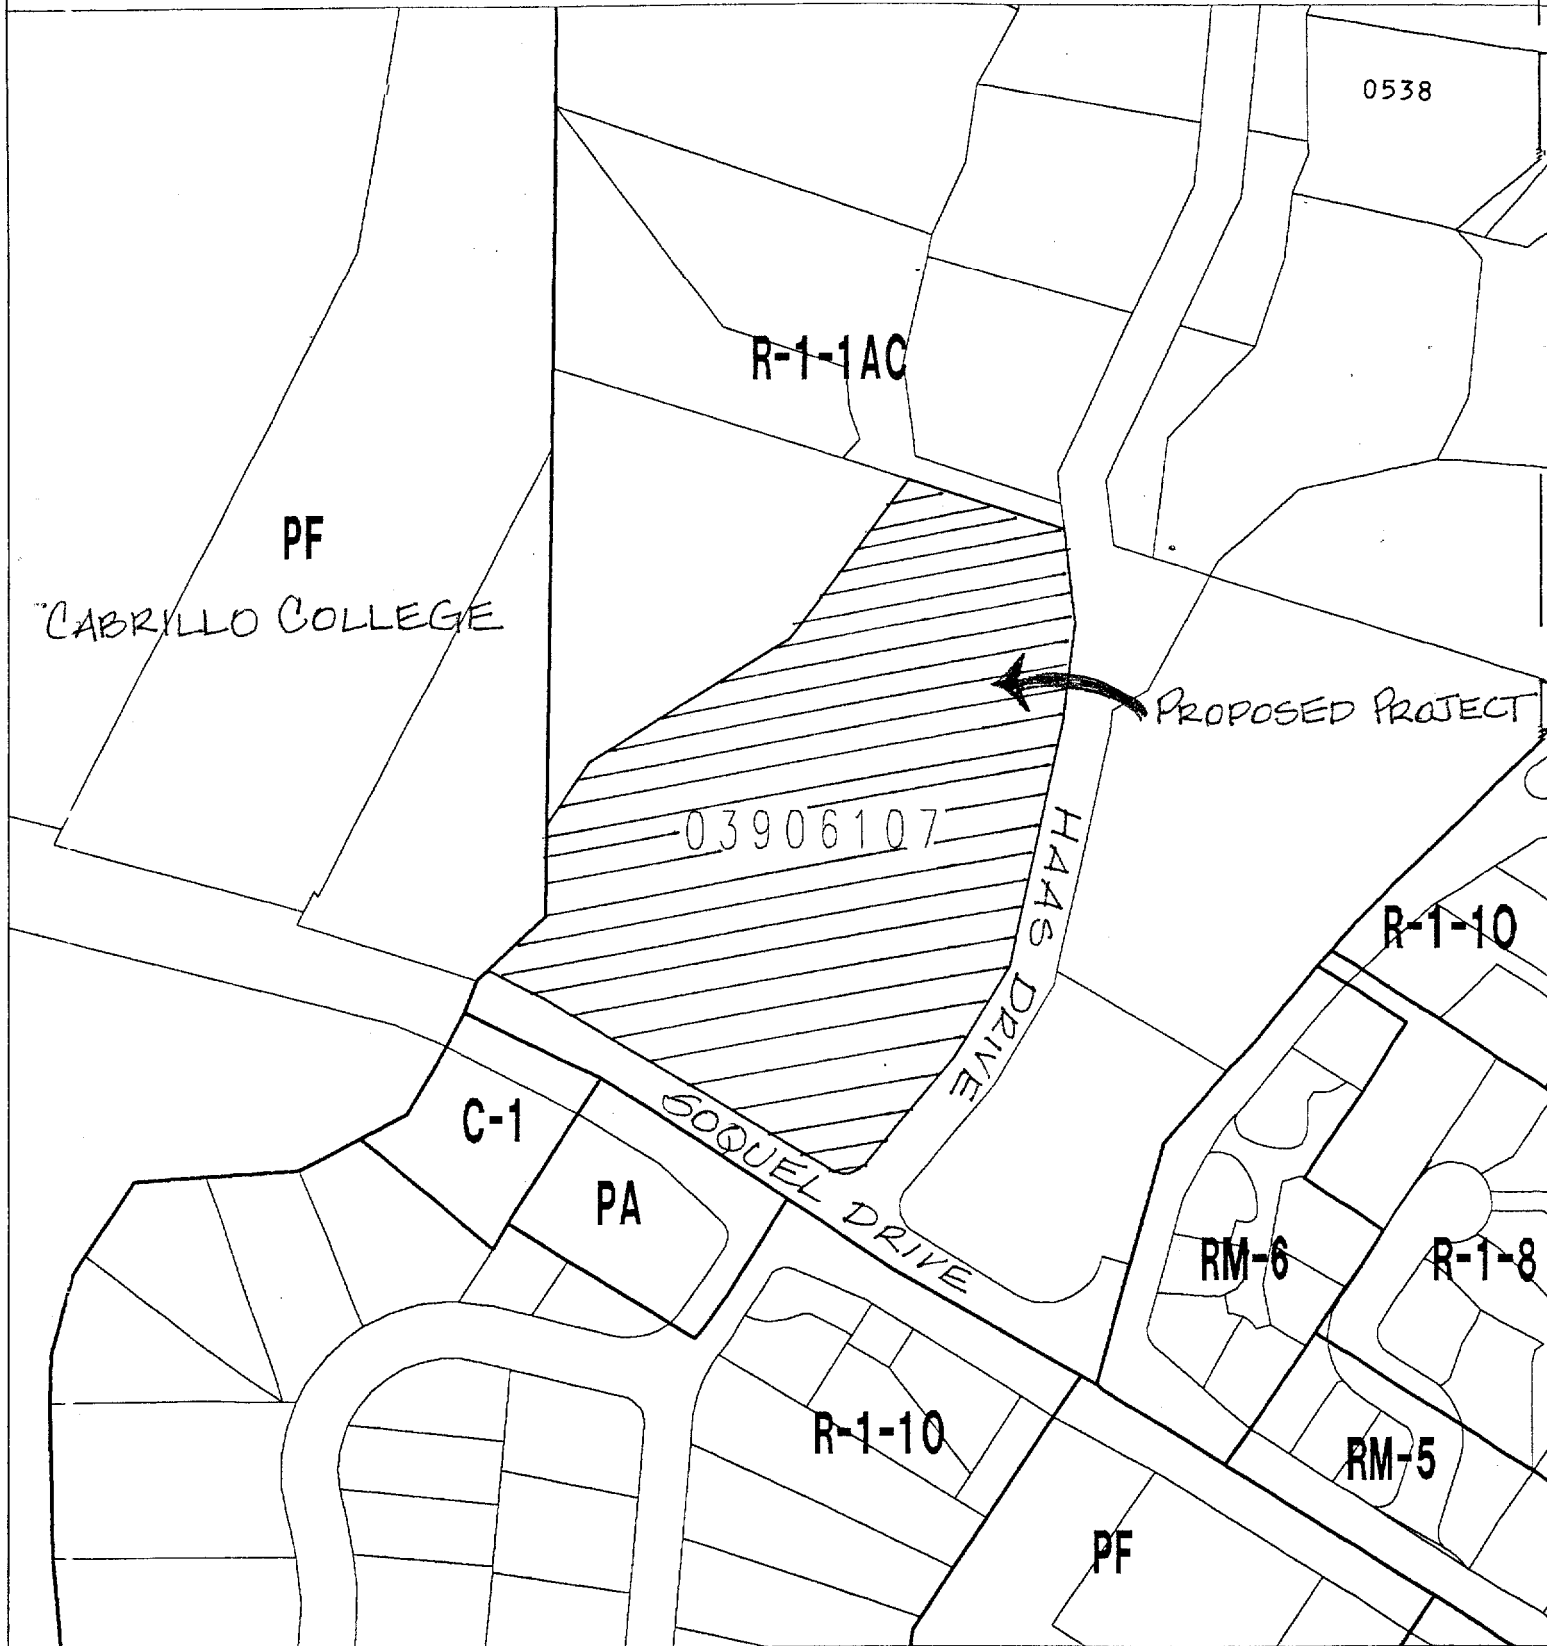 0538
R-1-1AC
PF
CABRILLO COLLEGE
PROPOSED PROJECT
03906107
HAAS DRIVE
R-1-10
C-1
SOQUEL DRIVE
PA
RM-6
R-1-8
R-1-10
RM-5
PF